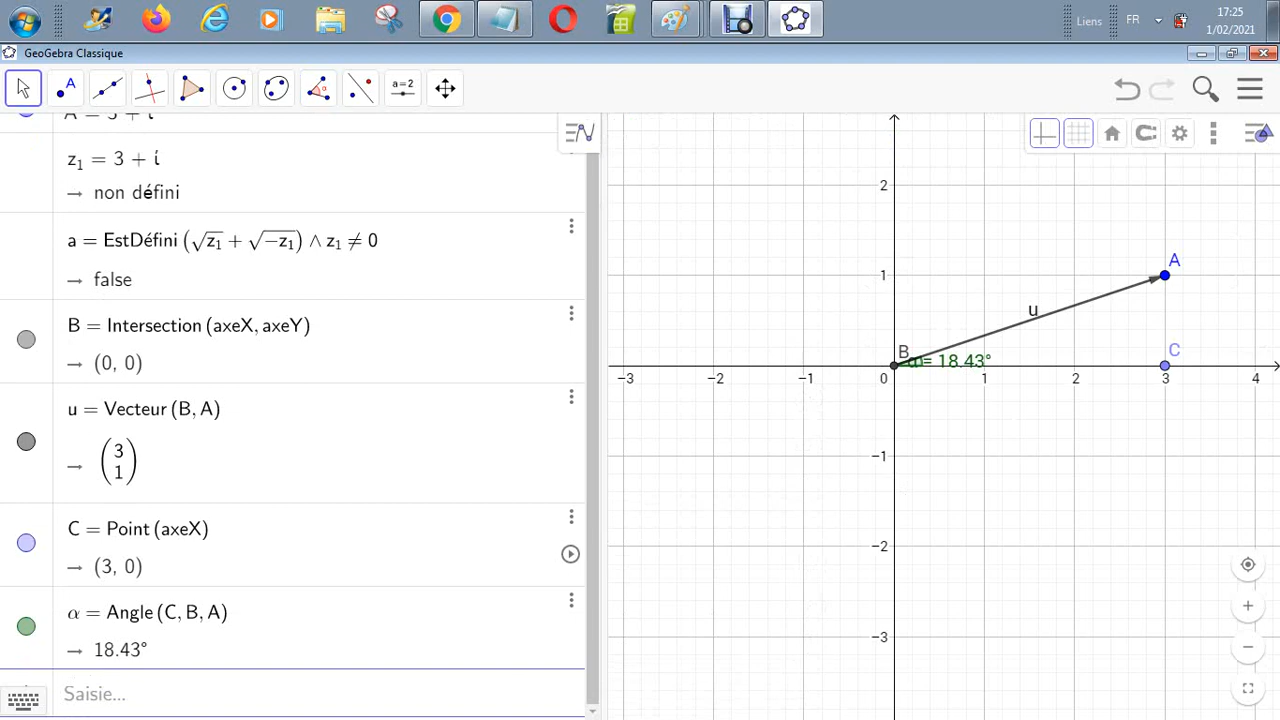 Liens
FR
17:25
1/02/2021
GeoGebra Classique
a=2
A = 3 + i
z₁ = 3 + i
→ non défini
a = EstDéfini (√z₁ + √−z₁) ∧ z₁ ≠ 0
→ false
B = Intersection (axeX, axeY)
→ (0, 0)
u = Vecteur (B, A)
→ (3
1)
C = Point (axeX)
→ (3, 0)
α = Angle (C, B, A)
→ 18.43°
Saisie...
2
1
A
u
B
α = 18.43°
C
−3 −2 −1 0 1 2 3 4
−1
−2
−3